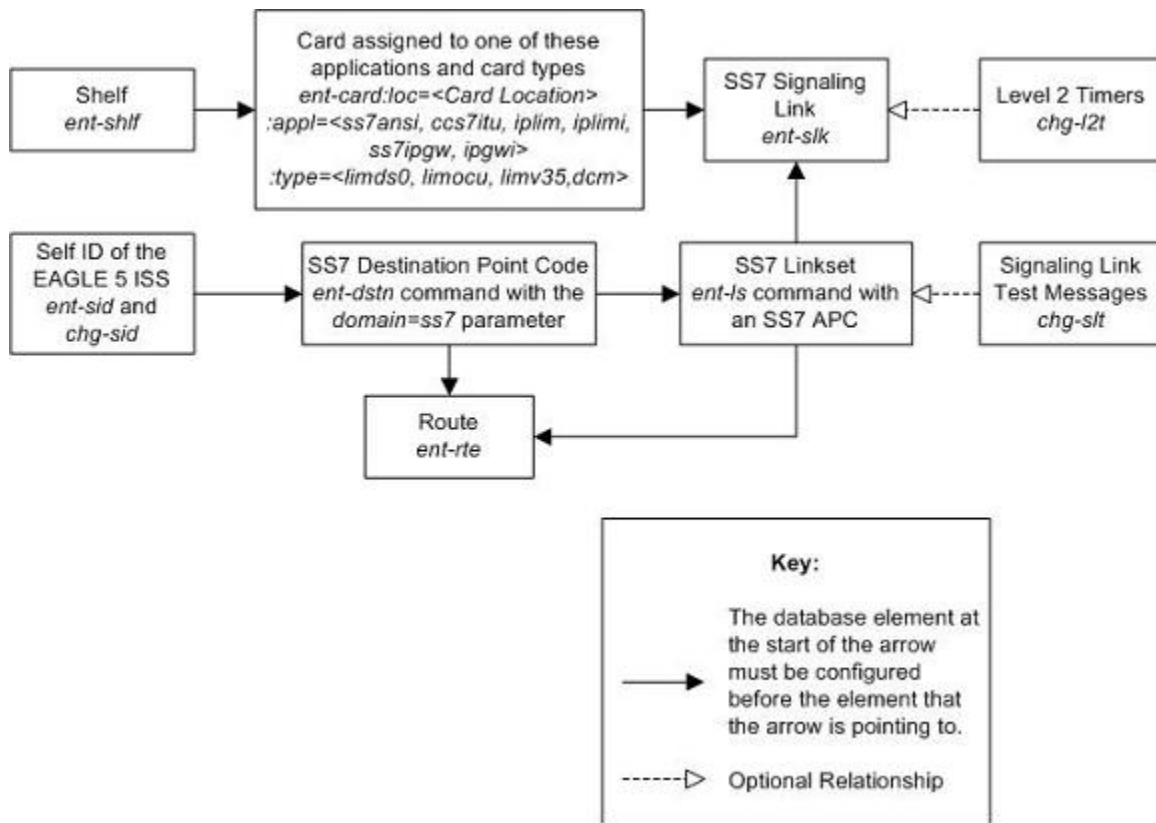 Shelf
ent-shlf
Card assigned to one of these
applications and card types
ent-card:loc=<Card Location>
:appl=<ss7ansi, ccs7itu, iplim, iplimi,
ss7ipgw, ipgwi>
:type=<limds0, limocu, limv35,dcm>
SS7 Signaling
Link
ent-slk
Level 2 Timers
chg-l2t
Self ID of the
EAGLE 5 ISS
ent-sid and
chg-sid
SS7 Destination Point Code
ent-dstn command with the
domain=ss7 parameter
SS7 Linkset
ent-ls command with
an SS7 APC
Signaling Link
Test Messages
chg-slt
Route
ent-rte
Key:
The database element at
the start of the arrow
must be configured
before the element that
the arrow is pointing to.
Optional Relationship